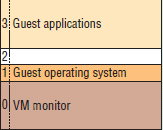 3 Guest applications
2
1 Guest operating system
0 VM monitor